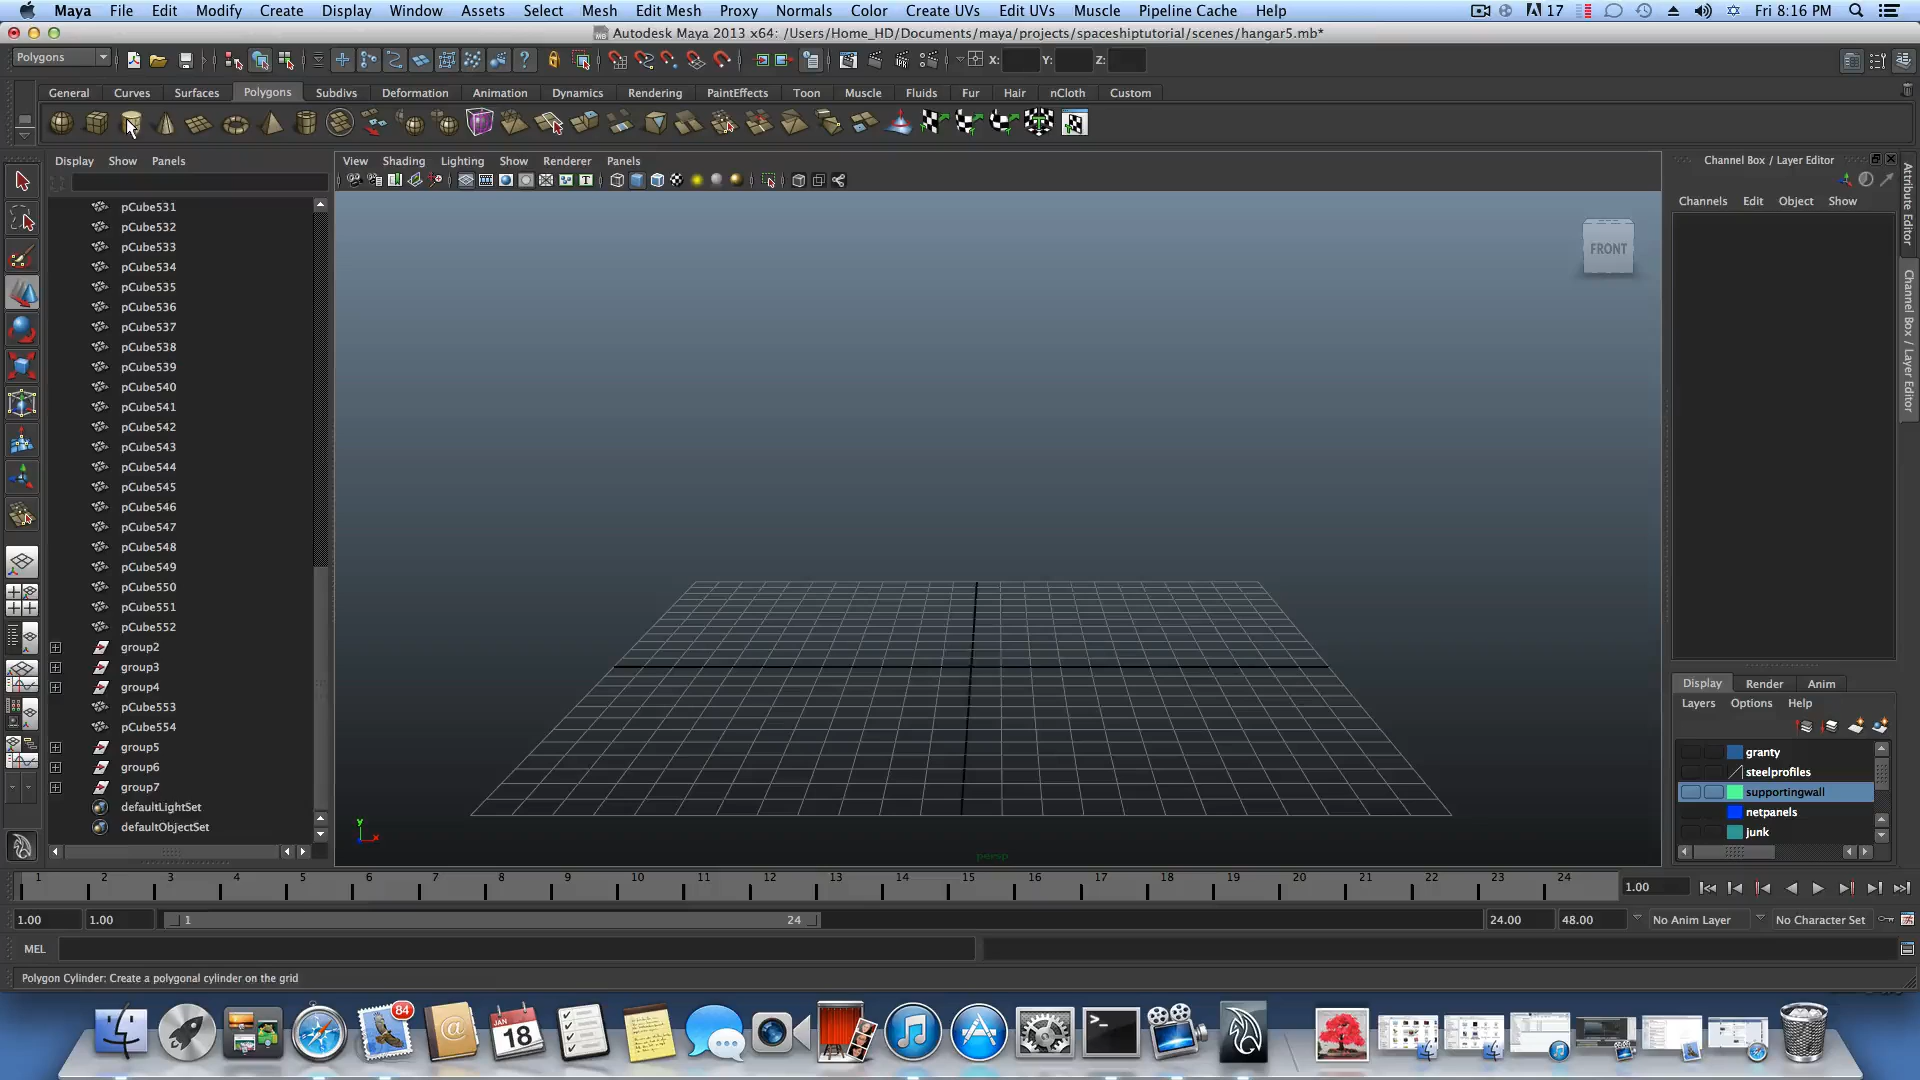 Maya File Edit Modify Create Display Window Assets Select Mesh Edit Mesh Proxy Normals Color Create UVs Edit UVs Muscle Pipeline Cache Help 17 Fri 8:16 PM
Autodesk Maya 2013 x64: /Users/Home_HD/Documents/maya/projects/spaceshiptutorial/scenes/hangar5.mb*
Polygons X: Y: Z:
General Curves Surfaces Polygons Subdivs Deformation Animation Dynamics Rendering PaintEffects Toon Muscle Fluids Fur Hair nCloth Custom
Display Show Panels
View Shading Lighting Show Renderer Panels
Channel Box / Layer Editor
Channels Edit Object Show
Attribute Editor
Channel Box / Layer Editor
FRONT
pCube531
pCube532
pCube533
pCube534
pCube535
pCube536
pCube537
pCube538
pCube539
pCube540
pCube541
pCube542
pCube543
pCube544
pCube545
pCube546
pCube547
pCube548
pCube549
pCube550
pCube551
pCube552
group2
group3
group4
pCube553
pCube554
group5
group6
group7
defaultLightSet
defaultObjectSet
y
x
persp
Display Render Anim
Layers Options Help
granty
steelprofiles
supportingwall
netpanels
junk
1 2 3 4 5 6 7 8 9 10 11 12 13 14 15 16 17 18 19 20 21 22 23 24 1.00
1.00 1.00 1 24 24.00 48.00 No Anim Layer No Character Set
MEL
Polygon Cylinder: Create a polygonal cylinder on the grid
84
JAN
18